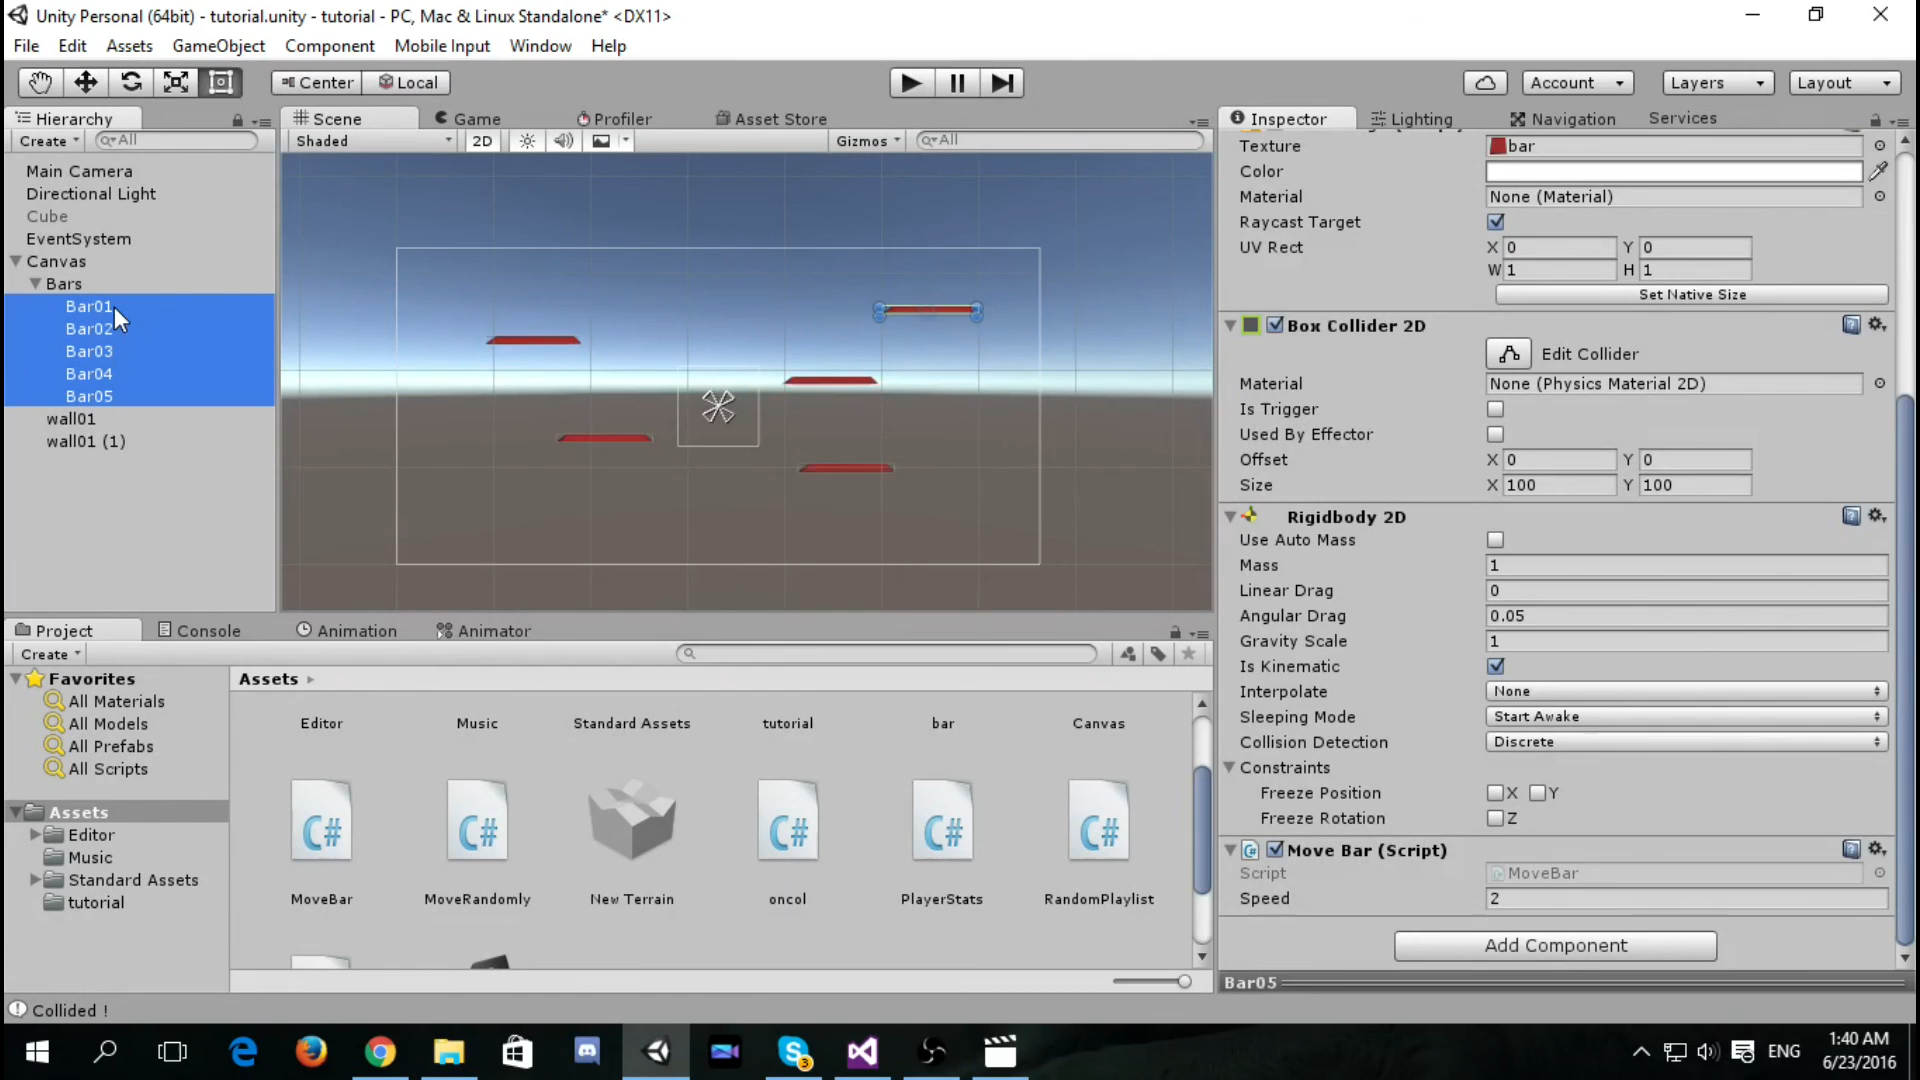 Unity Personal (64bit) - tutorial.unity - tutorial - PC, Mac & Linux Standalone* <DX11>
File Edit Assets GameObject Component Mobile Input Window Help
Center Local Account Layers Layout
Hierarchy
Create All
Main Camera
Directional Light
Cube
EventSystem
Canvas
Bars
Bar01
Bar02
Bar03
Bar04
Bar05
wall01
wall01 (1)
Scene Game Profiler Asset Store
Shaded 2D Gizmos All
Inspector Lighting Navigation Services
Texture bar
Color
Material None (Material)
Raycast Target
UV Rect X 0 Y 0
W 1 H 1
Set Native Size
Box Collider 2D
Edit Collider
Material None (Physics Material 2D)
Is Trigger
Used By Effector
Offset X 0 Y 0
Size X 100 Y 100
Rigidbody 2D
Use Auto Mass
Mass 1
Linear Drag 0
Angular Drag 0.05
Gravity Scale 1
Is Kinematic
Interpolate None
Sleeping Mode Start Awake
Collision Detection Discrete
Constraints
Freeze Position X Y
Freeze Rotation Z
C# Move Bar (Script)
Script MoveBar
Speed 2
Add Component
Bar05
Project Console Animation Animator
Create
Favorites
All Materials
All Models
All Prefabs
All Scripts
Assets
Editor
Music
Standard Assets
tutorial
Assets
Editor Music Standard Assets tutorial bar Canvas
C# C# C# C# C#
MoveBar MoveRandomly New Terrain oncol PlayerStats RandomPlaylist
Collided !
3
ENG
1:40 AM
6/23/2016